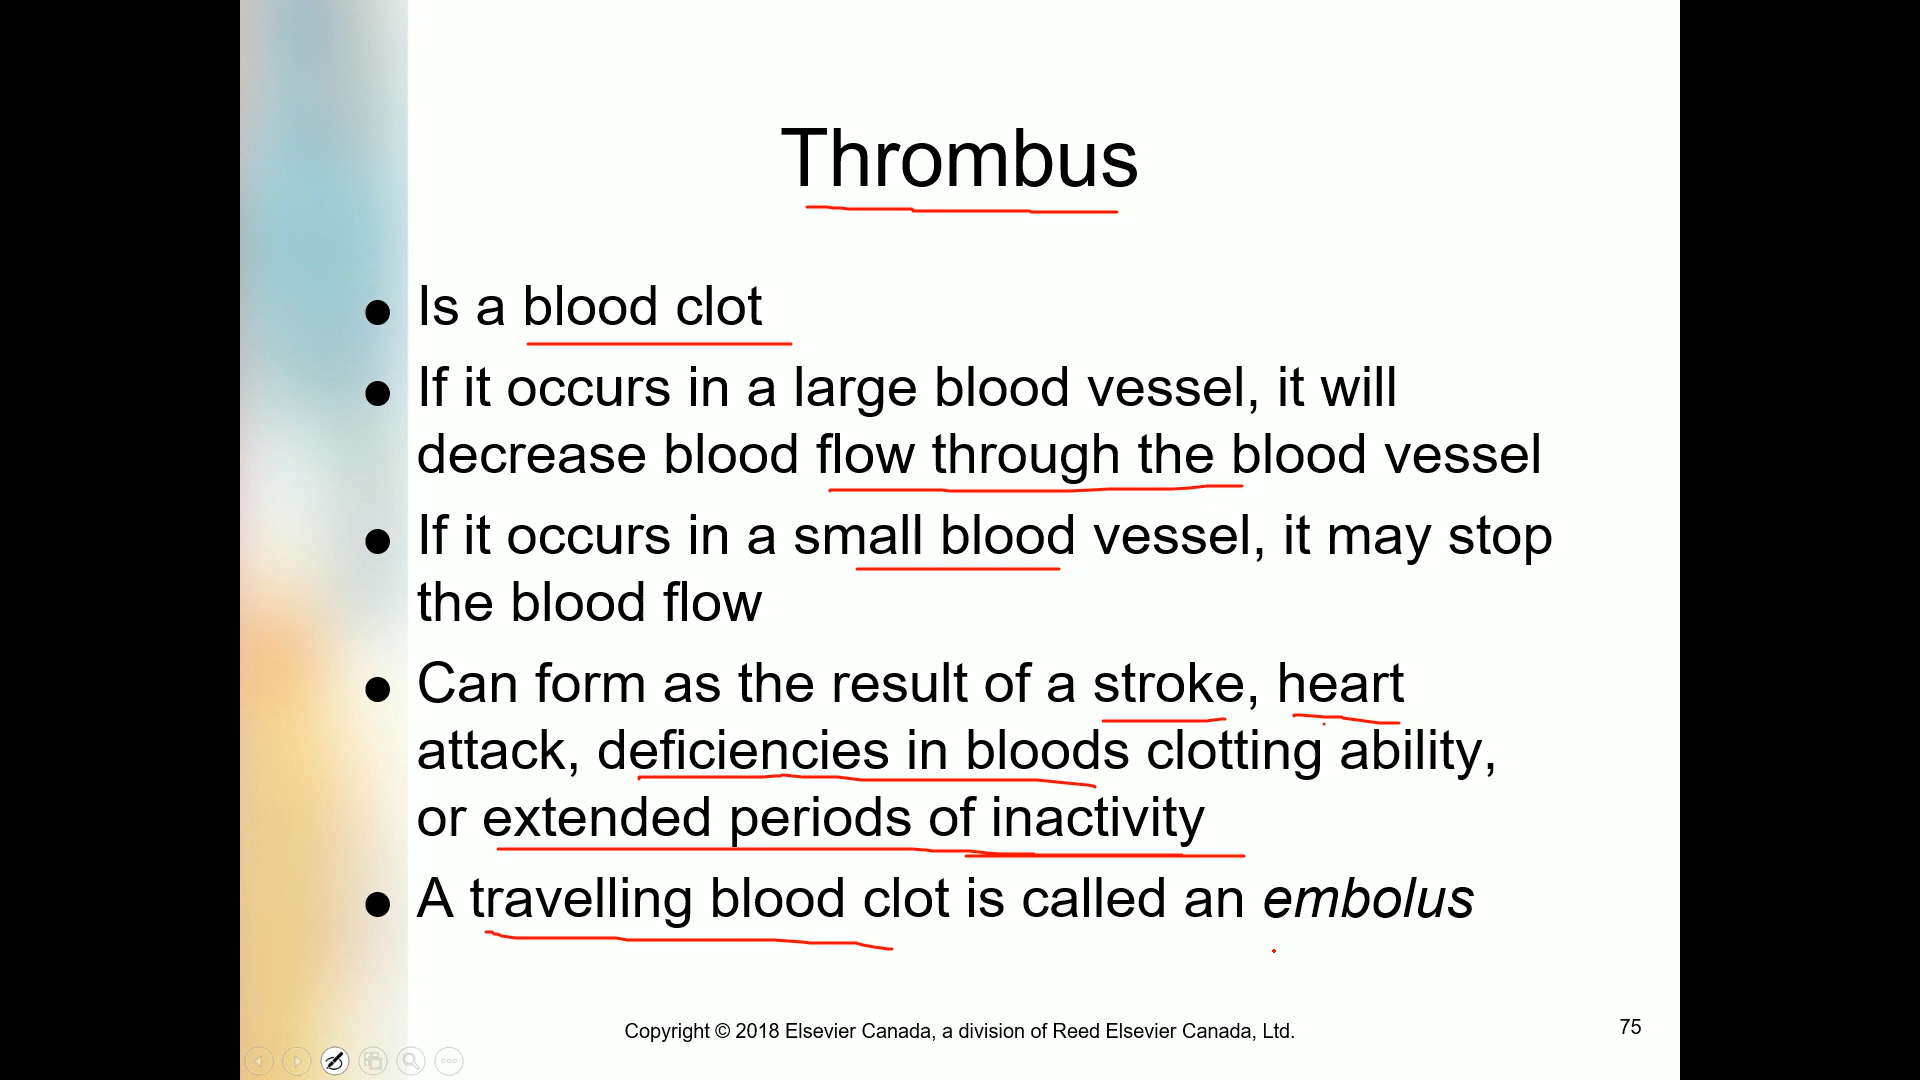 Thrombus
● Is a blood clot
● If it occurs in a large blood vessel, it will
decrease blood flow through the blood vessel
● If it occurs in a small blood vessel, it may stop
the blood flow
● Can form as the result of a stroke, heart
attack, deficiencies in bloods clotting ability,
or extended periods of inactivity
● A travelling blood clot is called an embolus
Copyright © 2018 Elsevier Canada, a division of Reed Elsevier Canada, Ltd.
75